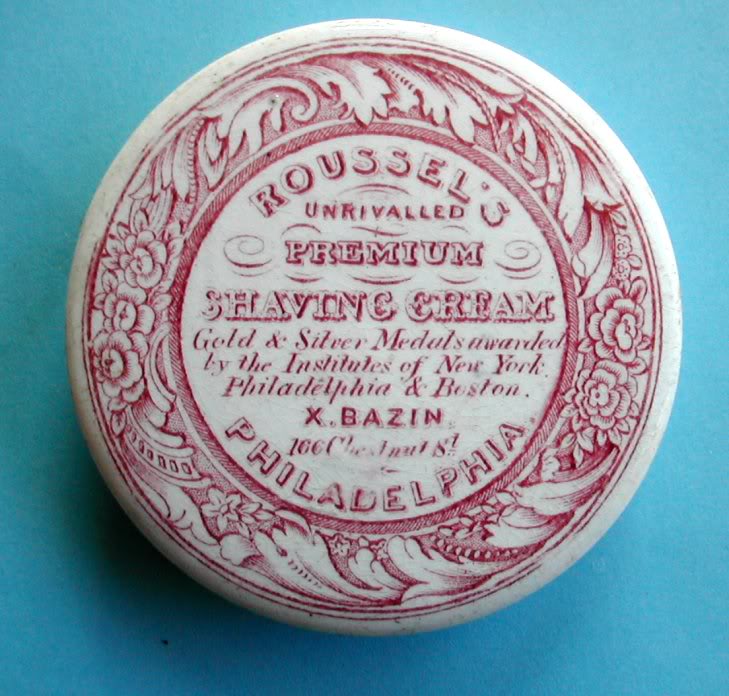 ROUSSEL'S
UNRIVALLED
PREMIUM
SHAVING CREAM
Gold & Silver Medals awarded
by the Institutes of New York
Philadelphia & Boston.
X. BAZIN
166 Chestnut St.
PHILADELPHIA